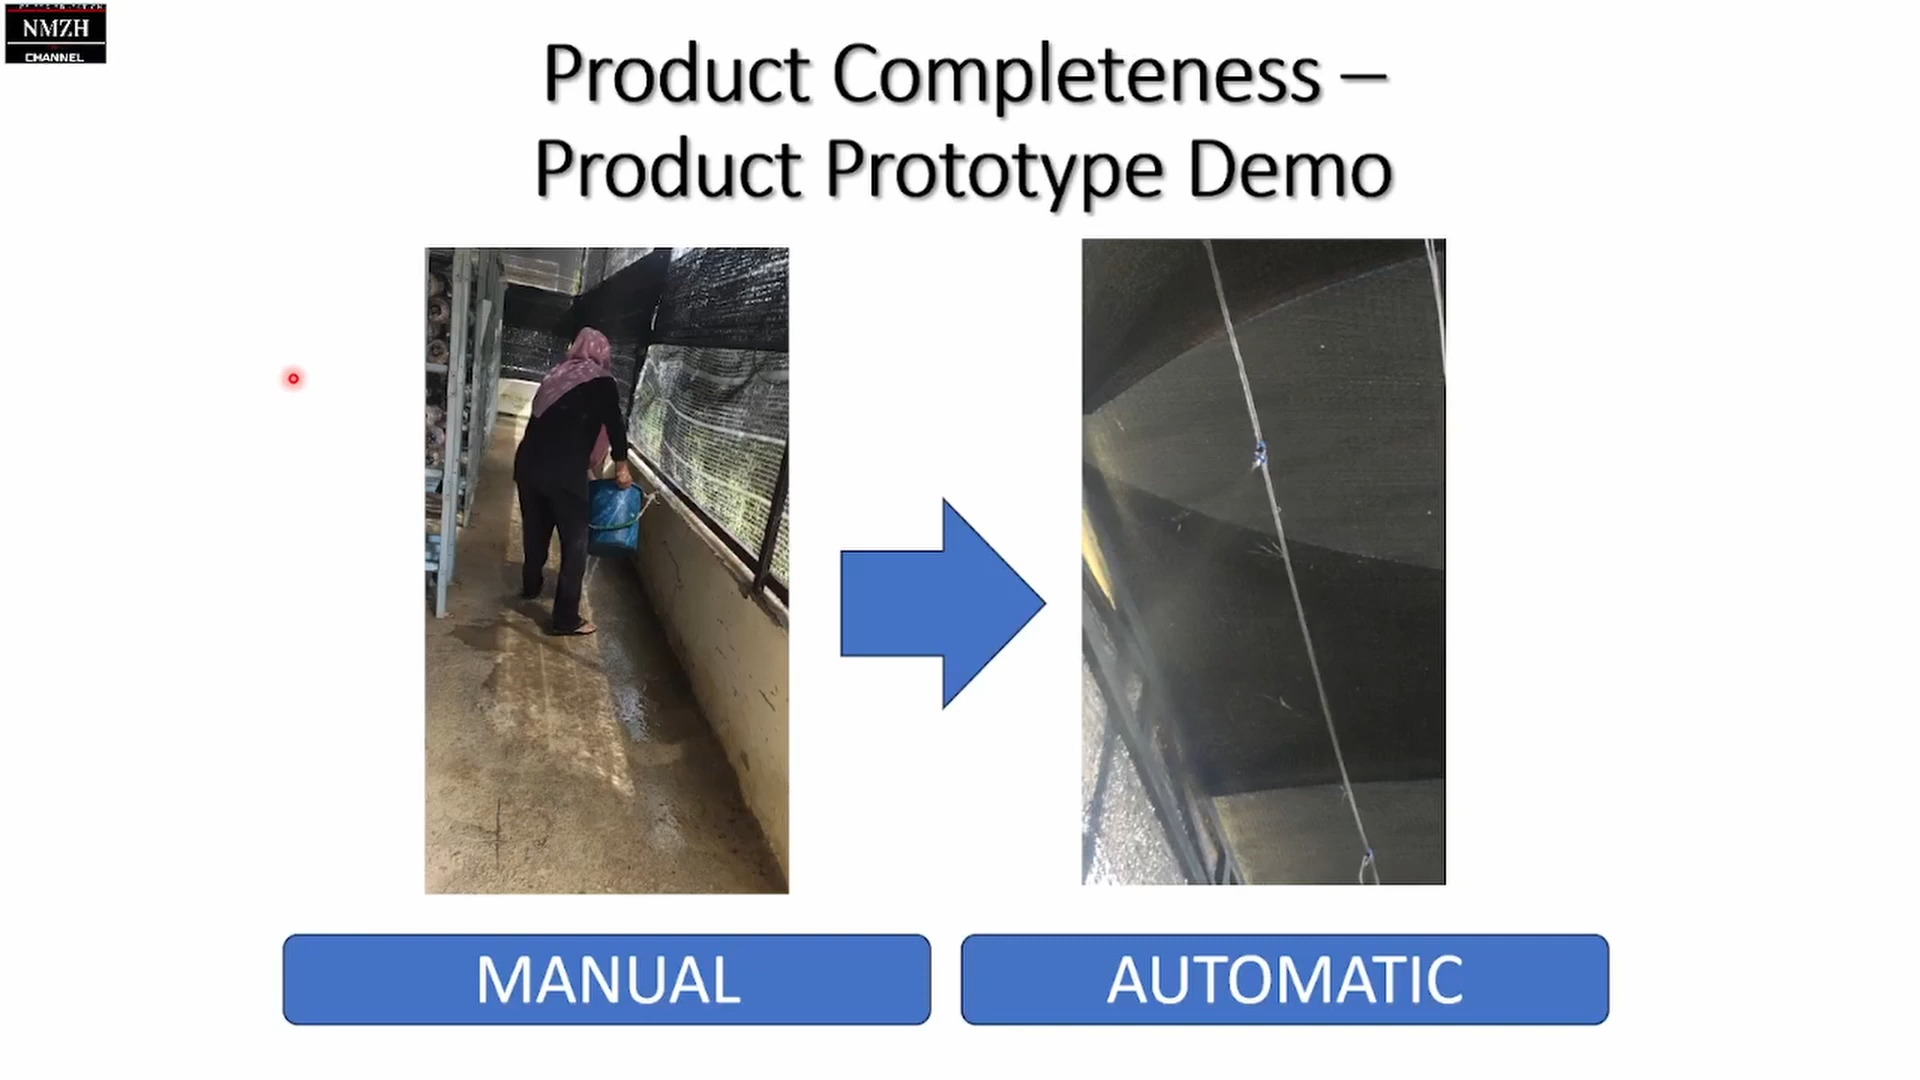 NMZH
CHANNEL
Product Completeness –
Product Prototype Demo
MANUAL
AUTOMATIC